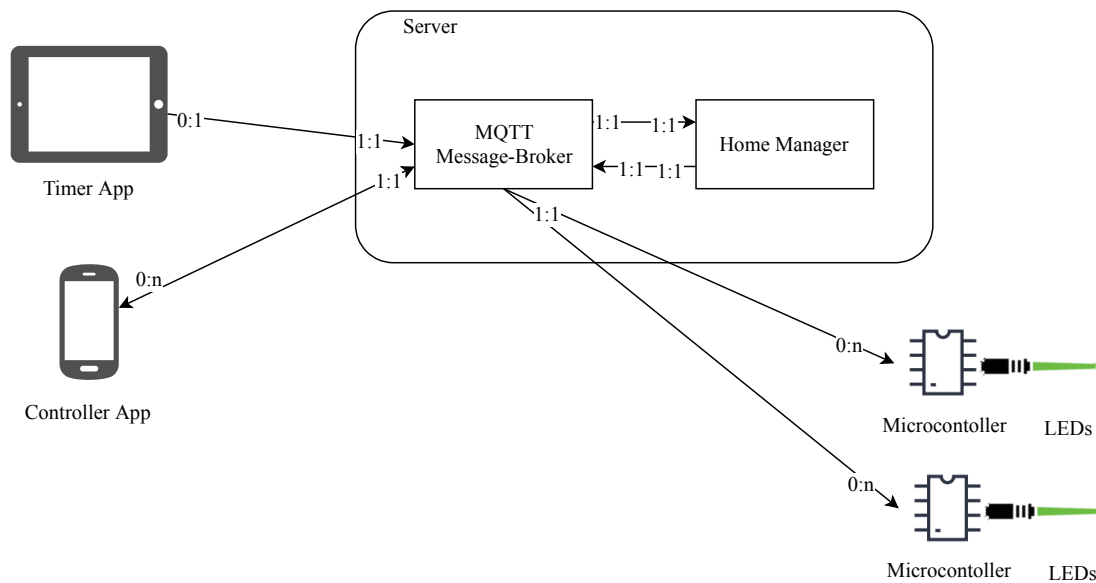 Server
0:1
1:1
MQTT
Message-Broker
1:1
1:1
Home Manager
1:1
1:1
Timer App
1:1
1:1
0:n
Controller App
0:n
Microcontoller
LEDs
0:n
Microcontoller
LEDs